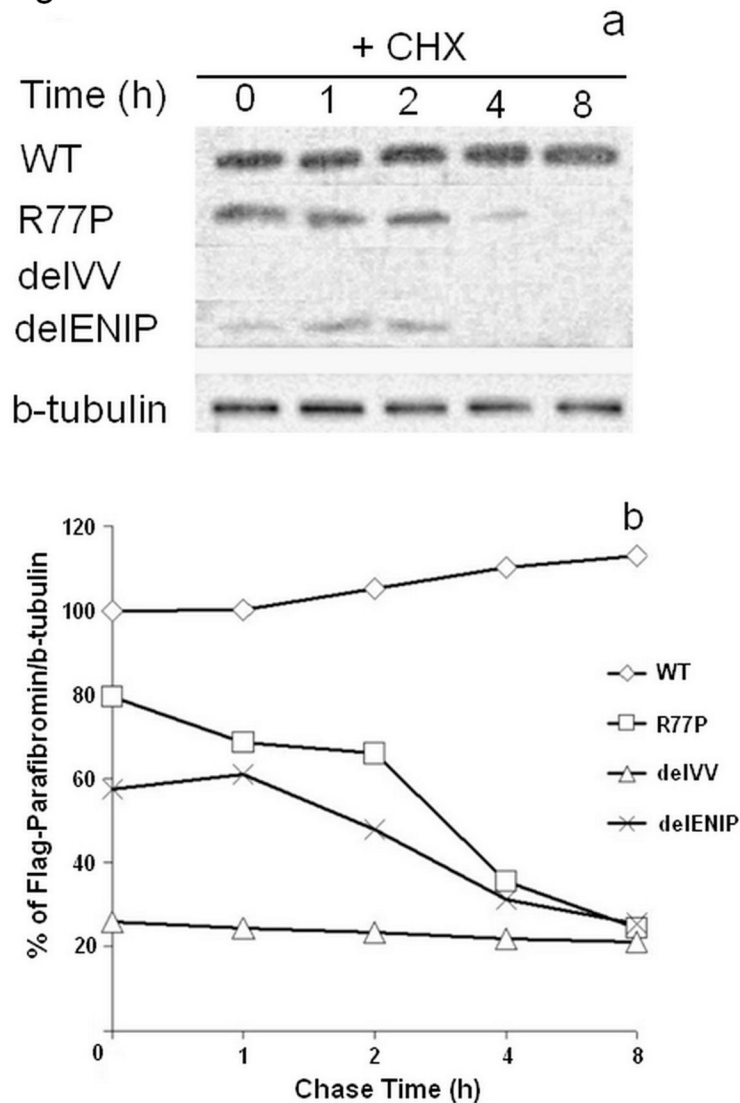 a
+ CHX
Time (h) 0 1 2 4 8
WT
R77P
delVV
delENIP
b-tubulin
b
120
100
80
60
40
20
0 1 2 4 8
% of Flag-Parafibromin/b-tubulin
Chase Time (h)
WT
R77P
delVV
delENIP